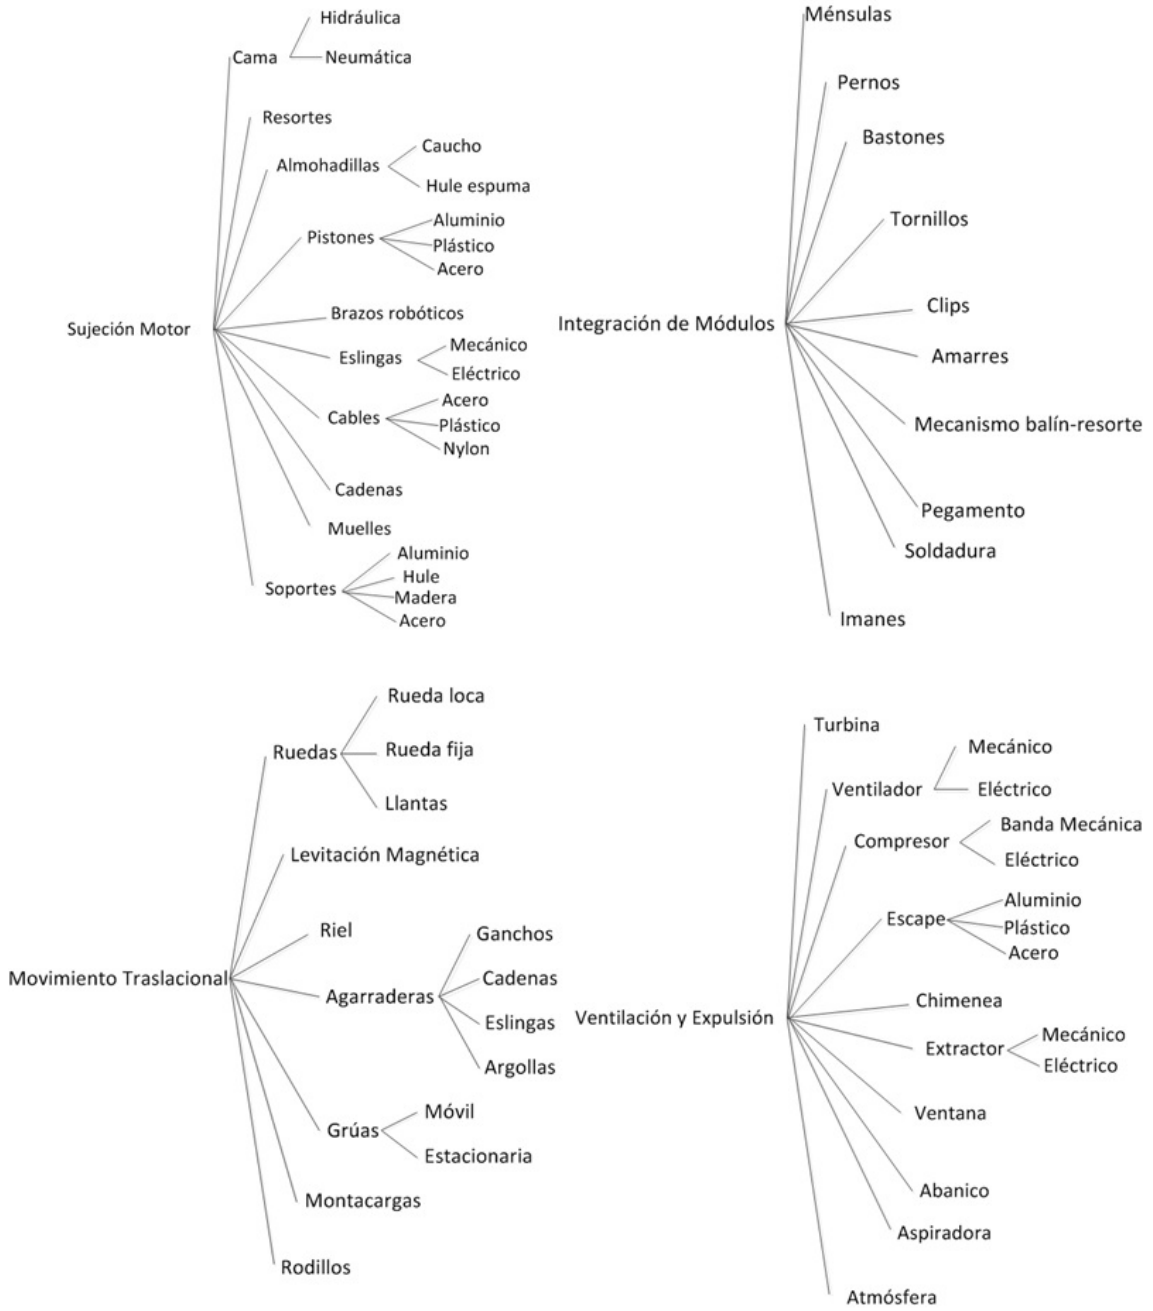 Sujeción Motor
Cama
Hidráulica
Neumática
Resortes
Almohadillas
Caucho
Hule espuma
Pistones
Aluminio
Plástico
Acero
Brazos robóticos
Eslingas
Mecánico
Eléctrico
Cables
Acero
Plástico
Nylon
Cadenas
Muelles
Soportes
Aluminio
Hule
Madera
Acero
Integración de Módulos
Ménsulas
Pernos
Bastones
Tornillos
Clips
Amarres
Mecanismo balín-resorte
Pegamento
Soldadura
Imanes
Movimiento Traslacional
Ruedas
Rueda loca
Rueda fija
Llantas
Levitación Magnética
Riel
Agarraderas
Ganchos
Cadenas
Eslingas
Argollas
Grúas
Móvil
Estacionaria
Montacargas
Rodillos
Ventilación y Expulsión
Turbina
Ventilador
Mecánico
Eléctrico
Compresor
Banda Mecánica
Eléctrico
Escape
Aluminio
Plástico
Acero
Chimenea
Extractor
Mecánico
Eléctrico
Ventana
Abanico
Aspiradora
Atmósfera